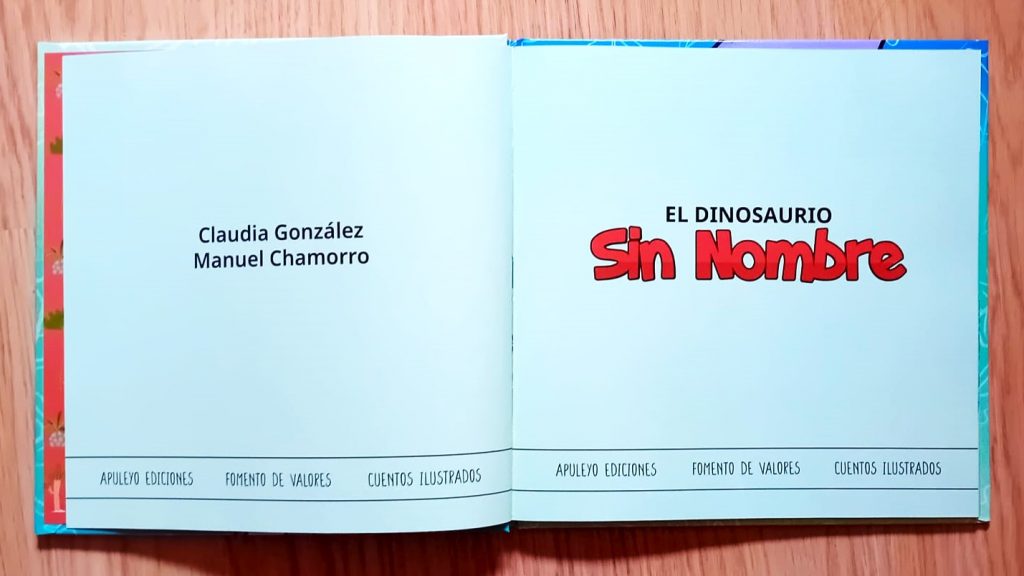 Claudia González
Manuel Chamorro
APULEYO EDICIONES FOMENTO DE VALORES CUENTOS ILUSTRADOS
EL DINOSAURIO
Sin Nombre
APULEYO EDICIONES FOMENTO DE VALORES CUENTOS ILUSTRADOS